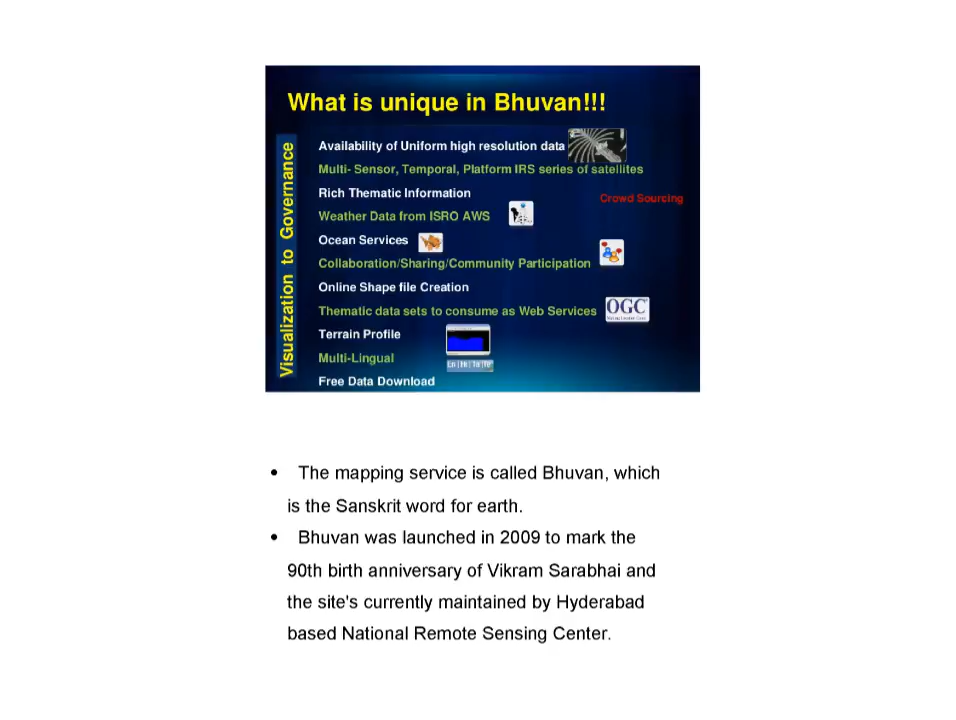 What is unique in Bhuvan!!!
Visualization to Governance
Availability of Uniform high resolution data
Multi- Sensor, Temporal, Platform IRS series of satellites
Rich Thematic Information
Crowd Sourcing
Weather Data from ISRO AWS
Ocean Services
Collaboration/Sharing/Community Participation
Online Shape file Creation
Thematic data sets to consume as Web Services
OGC
Terrain Profile
Multi-Lingual
Free Data Download
• The mapping service is called Bhuvan, which
is the Sanskrit word for earth.
• Bhuvan was launched in 2009 to mark the
90th birth anniversary of Vikram Sarabhai and
the site's currently maintained by Hyderabad
based National Remote Sensing Center.